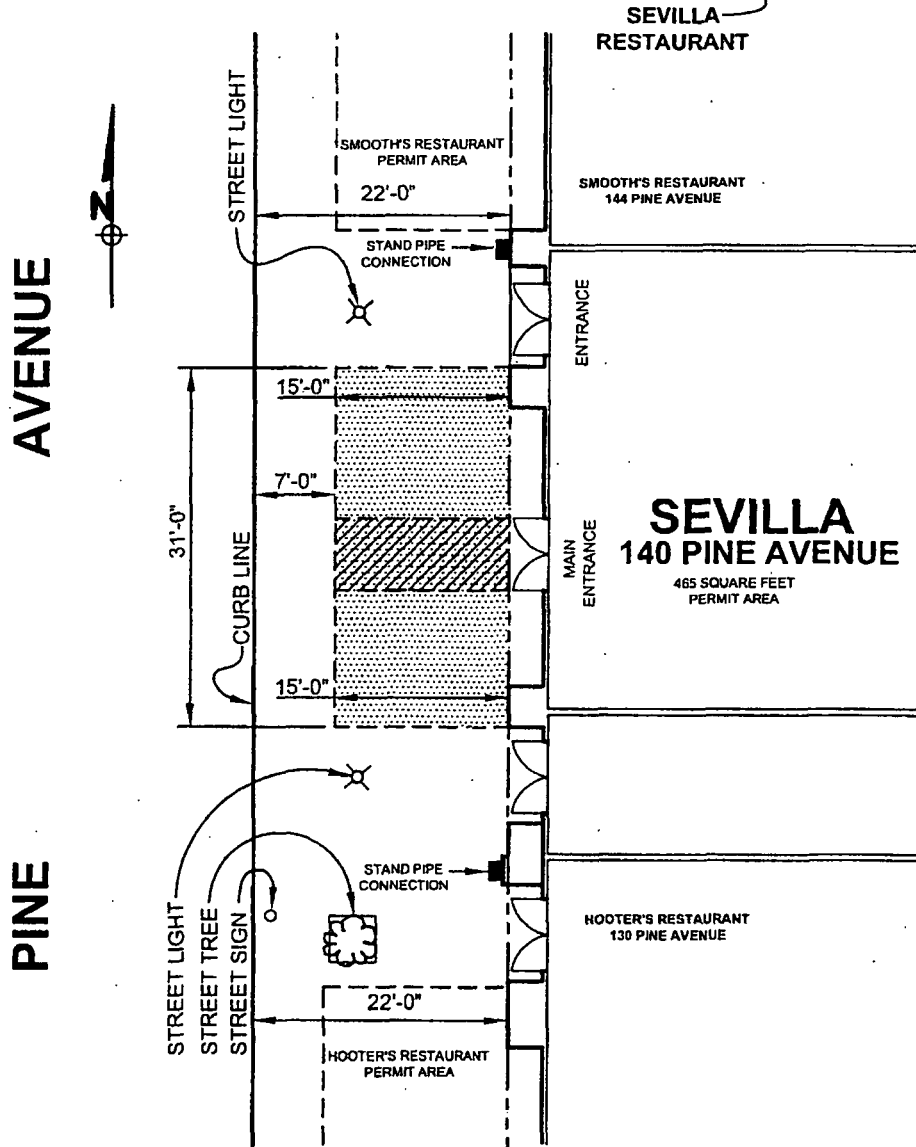 SEVILLA
RESTAURANT
STREET LIGHT
SMOOTH'S RESTAURANT
PERMIT AREA
SMOOTH'S RESTAURANT
144 PINE AVENUE
22'-0"
N
STAND PIPE
CONNECTION
ENTRANCE
AVENUE
15'-0"
7'-0"
31'-0"
MAIN
ENTRANCE
SEVILLA
140 PINE AVENUE
465 SQUARE FEET
PERMIT AREA
CURB LINE
15'-0"
PINE
STAND PIPE
CONNECTION
STREET LIGHT
STREET TREE
STREET SIGN
HOOTER'S RESTAURANT
130 PINE AVENUE
22'-0"
HOOTER'S RESTAURANT
PERMIT AREA